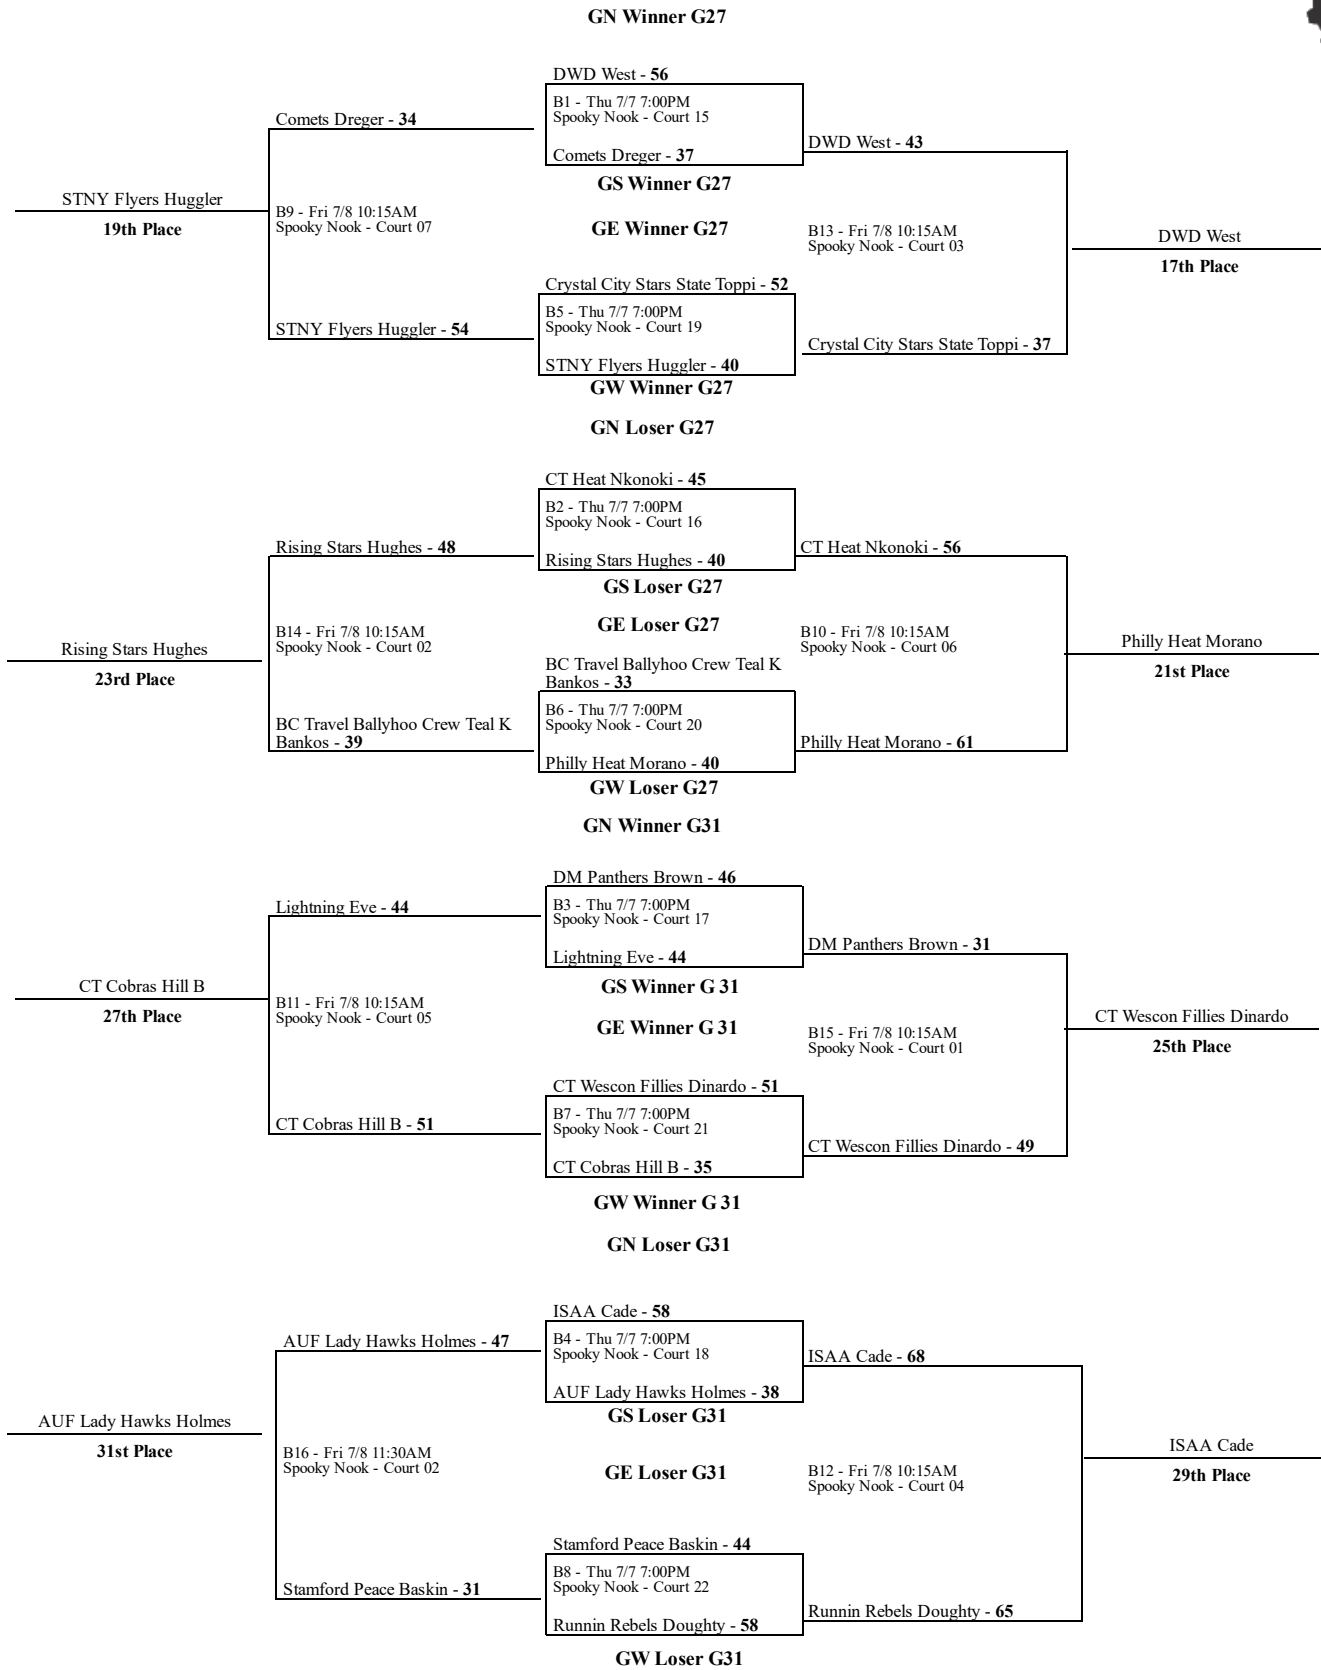 GN Winner G27
DWD West - 56
B1 - Thu 7/7 7:00PM
Spooky Nook - Court 15
Comets Dreger - 34
Comets Dreger - 37
DWD West - 43
GS Winner G27
STNY Flyers Huggler
19th Place
B9 - Fri 7/8 10:15AM
Spooky Nook - Court 07
GE Winner G27
B13 - Fri 7/8 10:15AM
Spooky Nook - Court 03
DWD West
17th Place
Crystal City Stars State Toppi - 52
B5 - Thu 7/7 7:00PM
Spooky Nook - Court 19
STNY Flyers Huggler - 54
STNY Flyers Huggler - 40
Crystal City Stars State Toppi - 37
GW Winner G27
GN Loser G27
CT Heat Nkonoki - 45
B2 - Thu 7/7 7:00PM
Spooky Nook - Court 16
Rising Stars Hughes - 48
Rising Stars Hughes - 40
CT Heat Nkonoki - 56
GS Loser G27
GE Loser G27
Rising Stars Hughes
23rd Place
B14 - Fri 7/8 10:15AM
Spooky Nook - Court 02
B10 - Fri 7/8 10:15AM
Spooky Nook - Court 06
Philly Heat Morano
21st Place
BC Travel Ballyhoo Crew Teal K
Bankos - 33
B6 - Thu 7/7 7:00PM
Spooky Nook - Court 20
BC Travel Ballyhoo Crew Teal K
Bankos - 39
Philly Heat Morano - 40
Philly Heat Morano - 61
GW Loser G27
GN Winner G31
DM Panthers Brown - 46
B3 - Thu 7/7 7:00PM
Spooky Nook - Court 17
Lightning Eve - 44
Lightning Eve - 44
DM Panthers Brown - 31
GS Winner G 31
CT Cobras Hill B
27th Place
B11 - Fri 7/8 10:15AM
Spooky Nook - Court 05
GE Winner G 31
B15 - Fri 7/8 10:15AM
Spooky Nook - Court 01
CT Wescon Fillies Dinardo
25th Place
CT Wescon Fillies Dinardo - 51
B7 - Thu 7/7 7:00PM
Spooky Nook - Court 21
CT Cobras Hill B - 51
CT Cobras Hill B - 35
CT Wescon Fillies Dinardo - 49
GW Winner G 31
GN Loser G31
ISAA Cade - 58
B4 - Thu 7/7 7:00PM
Spooky Nook - Court 18
AUF Lady Hawks Holmes - 47
AUF Lady Hawks Holmes - 38
ISAA Cade - 68
GS Loser G31
AUF Lady Hawks Holmes
31st Place
B16 - Fri 7/8 11:30AM
Spooky Nook - Court 02
GE Loser G31
B12 - Fri 7/8 10:15AM
Spooky Nook - Court 04
ISAA Cade
29th Place
Stamford Peace Baskin - 44
B8 - Thu 7/7 7:00PM
Spooky Nook - Court 22
Stamford Peace Baskin - 31
Runnin Rebels Doughty - 58
Runnin Rebels Doughty - 65
GW Loser G31